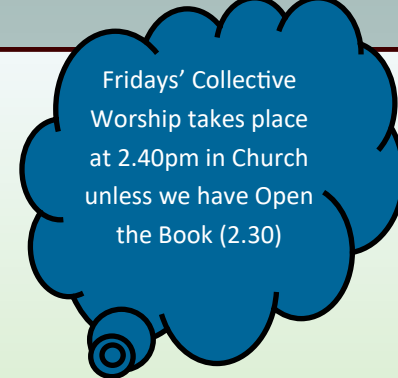 Fridays’ Collective
Worship takes place
at 2.40pm in Church
unless we have Open
the Book (2.30)